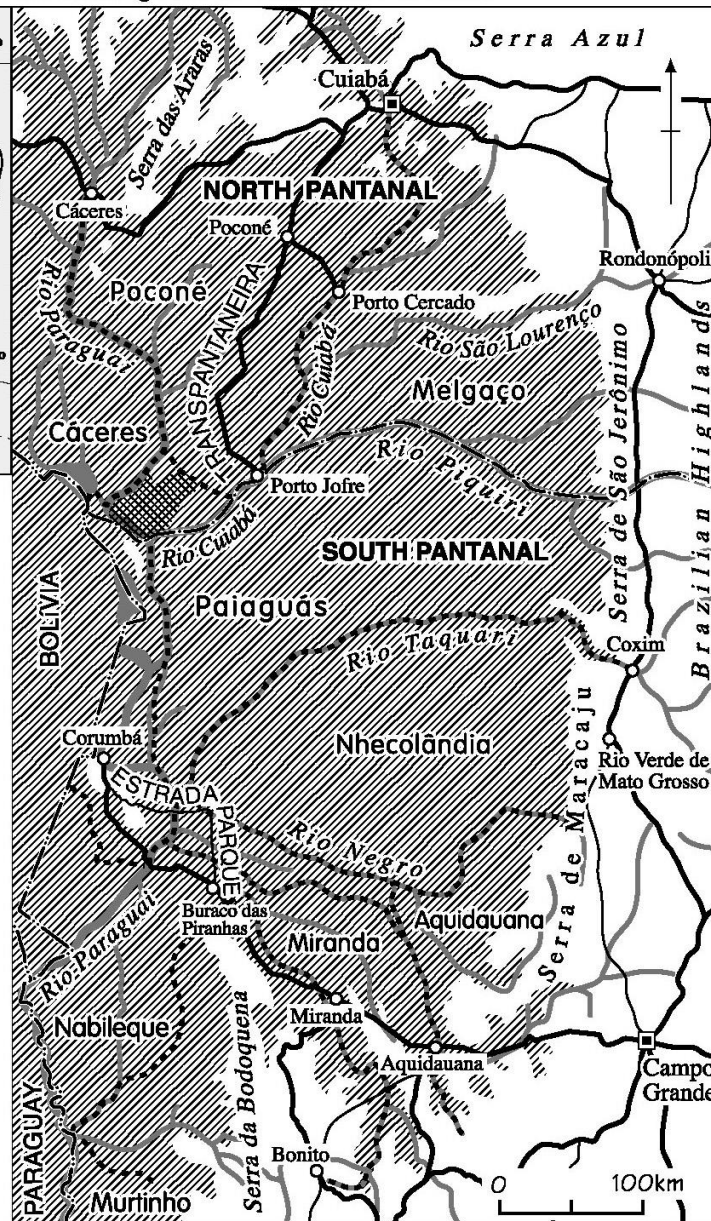 Serra Azul
Cuiabá
Serra das Araras
NORTH PANTANAL
Cáceres
Poconé
Rondonópoli
Rio Paraguai
Poconé
Porto Cercado
TRANSPANTANEIRA
Rio Cuiabá
Rio São Lourenço
Melgaço
Serra de São Jerônimo
Brazilian Highlands
Cáceres
Rio Piquiri
Porto Jofre
Rio Cuiabá
SOUTH PANTANAL
BOLIVIA
Paiaguás
Rio Taquari
Coxim
Corumbá
Nhecolândia
Rio Verde de
Mato Grosso
ESTRADA
PARQUE
Rio Negro
Serra de Maracaju
Buraco das
Piranhas
Aquidauana
Rio Paraguai
Miranda
Nabileque
Miranda
Aquidauana
Campo
Grande
Serra da Bodoquena
PARAGUAY
Bonito
0 100km
Murtinho